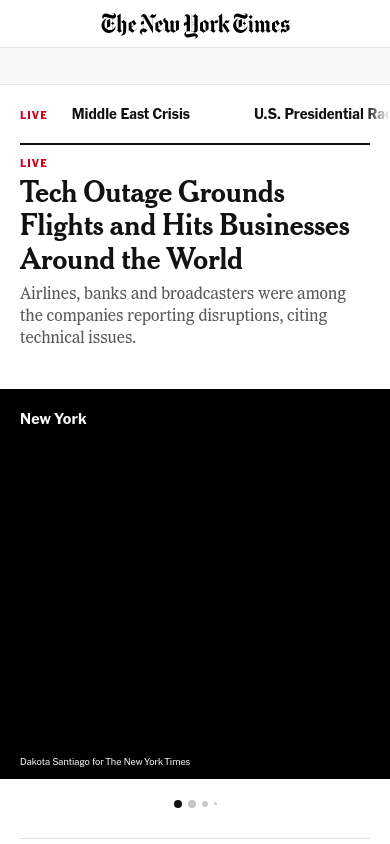 The New York Times
LIVE Middle East Crisis U.S. Presidential
LIVE
Tech Outage Grounds
Flights and Hits Businesses
Around the World
Airlines, banks and broadcasters were among
the companies reporting disruptions, citing
technical issues.
New York
Dakota Santiago for The New York Times